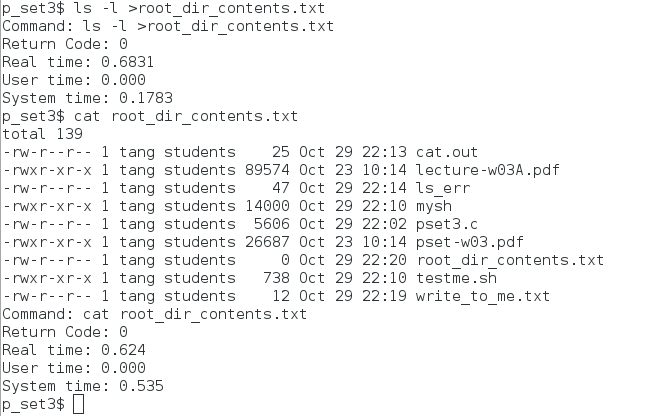 p_set3$ ls -l >root_dir_contents.txt
Command: ls -l >root_dir_contents.txt
Return Code: 0
Real time: 0.6831
User time: 0.000
System time: 0.1783
p_set3$ cat root_dir_contents.txt
total 139
-rw-r--r-- 1 tang students    25 Oct 29 22:13 cat.out
-rwxr-xr-x 1 tang students 89574 Oct 23 10:14 lecture-w03A.pdf
-rw-r--r-- 1 tang students    47 Oct 29 22:14 ls_err
-rwxr-xr-x 1 tang students 14000 Oct 29 22:10 mysh
-rw-r--r-- 1 tang students  5606 Oct 29 22:02 pset3.c
-rwxr-xr-x 1 tang students 26687 Oct 23 10:14 pset-w03.pdf
-rw-r--r-- 1 tang students     0 Oct 29 22:20 root_dir_contents.txt
-rwxr-xr-x 1 tang students   738 Oct 29 22:10 testme.sh
-rw-r--r-- 1 tang students    12 Oct 29 22:19 write_to_me.txt
Command: cat root_dir_contents.txt
Return Code: 0
Real time: 0.624
User time: 0.000
System time: 0.535
p_set3$